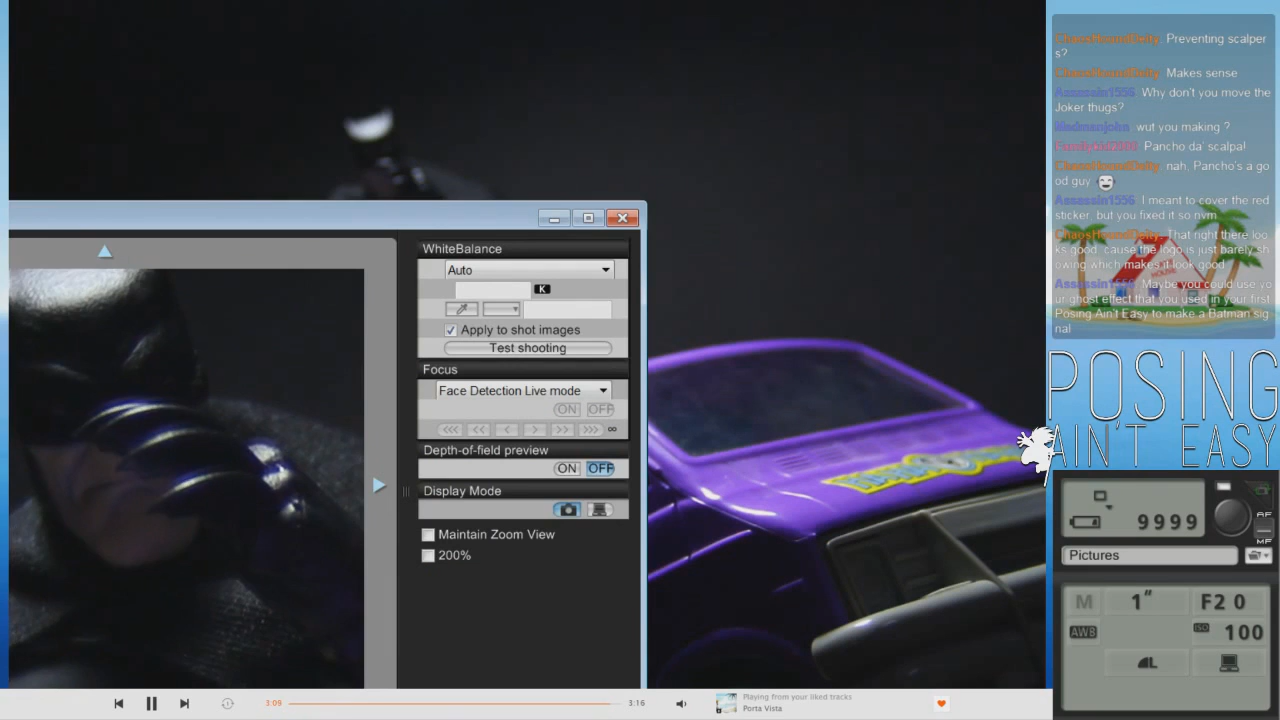 WhiteBalance
Auto
K
Apply to shot images
Test shooting
Focus
Face Detection Live mode
ON OFF
<<< << < > >> >>> ∞
Depth-of-field preview
ON OFF
Display Mode
Maintain Zoom View
200%
ChaosHoundDeity Preventing scalper
s?
ChaosHoundDeity Makes sense
Assassin1556 Why don't you move the
Joker thugs?
Madmanjohn wut you making ?
Pancho da' scalpa!
ChaosHoundDeity nah, Pancho's a go
od guy
Assassin1556 I meant to cover the red
sticker. but you fixed it so nvm
ChaosHoundDeity That right there loo
ks good. cause the logo is just barely sh
owing which makes it look good
Assassin1556 Maybe you could use yo
ur ghost effect that you used in your first
Posing Ain't Easy to make a Batman sig
nal
POSING
AIN'T EASY
9999
AF
MF
Pictures
M 1" F20
AWB ISO 100
L
3:09
3:16
Playing from your liked tracks
Porta Vista